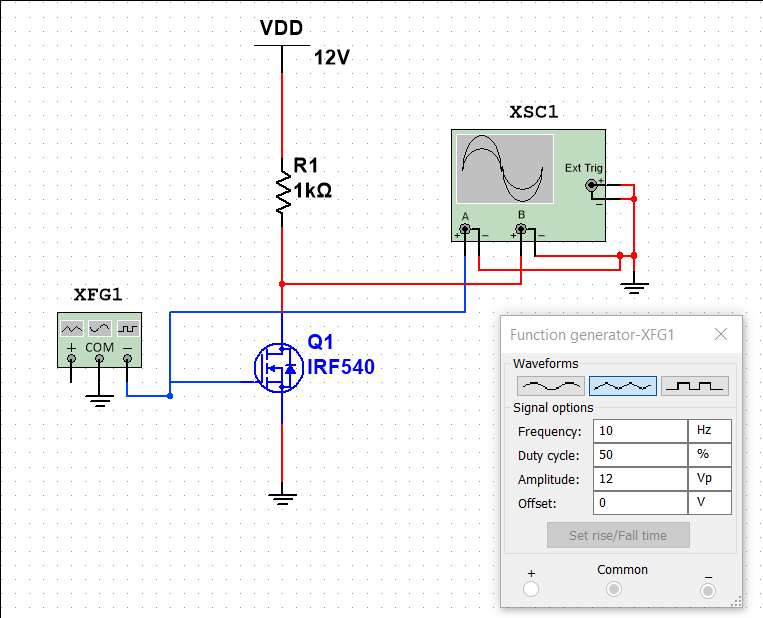 VDD
12V
R1
1kΩ
XSC1
Ext Trig
+
−
A
B
+
−
+
−
XFG1
+
COM
−
Q1
IRF540
Function generator-XFG1
Waveforms
Signal options
Frequency: 10 Hz
Duty cycle: 50 %
Amplitude: 12 Vp
Offset: 0 V
Set rise/Fall time
+
Common
−